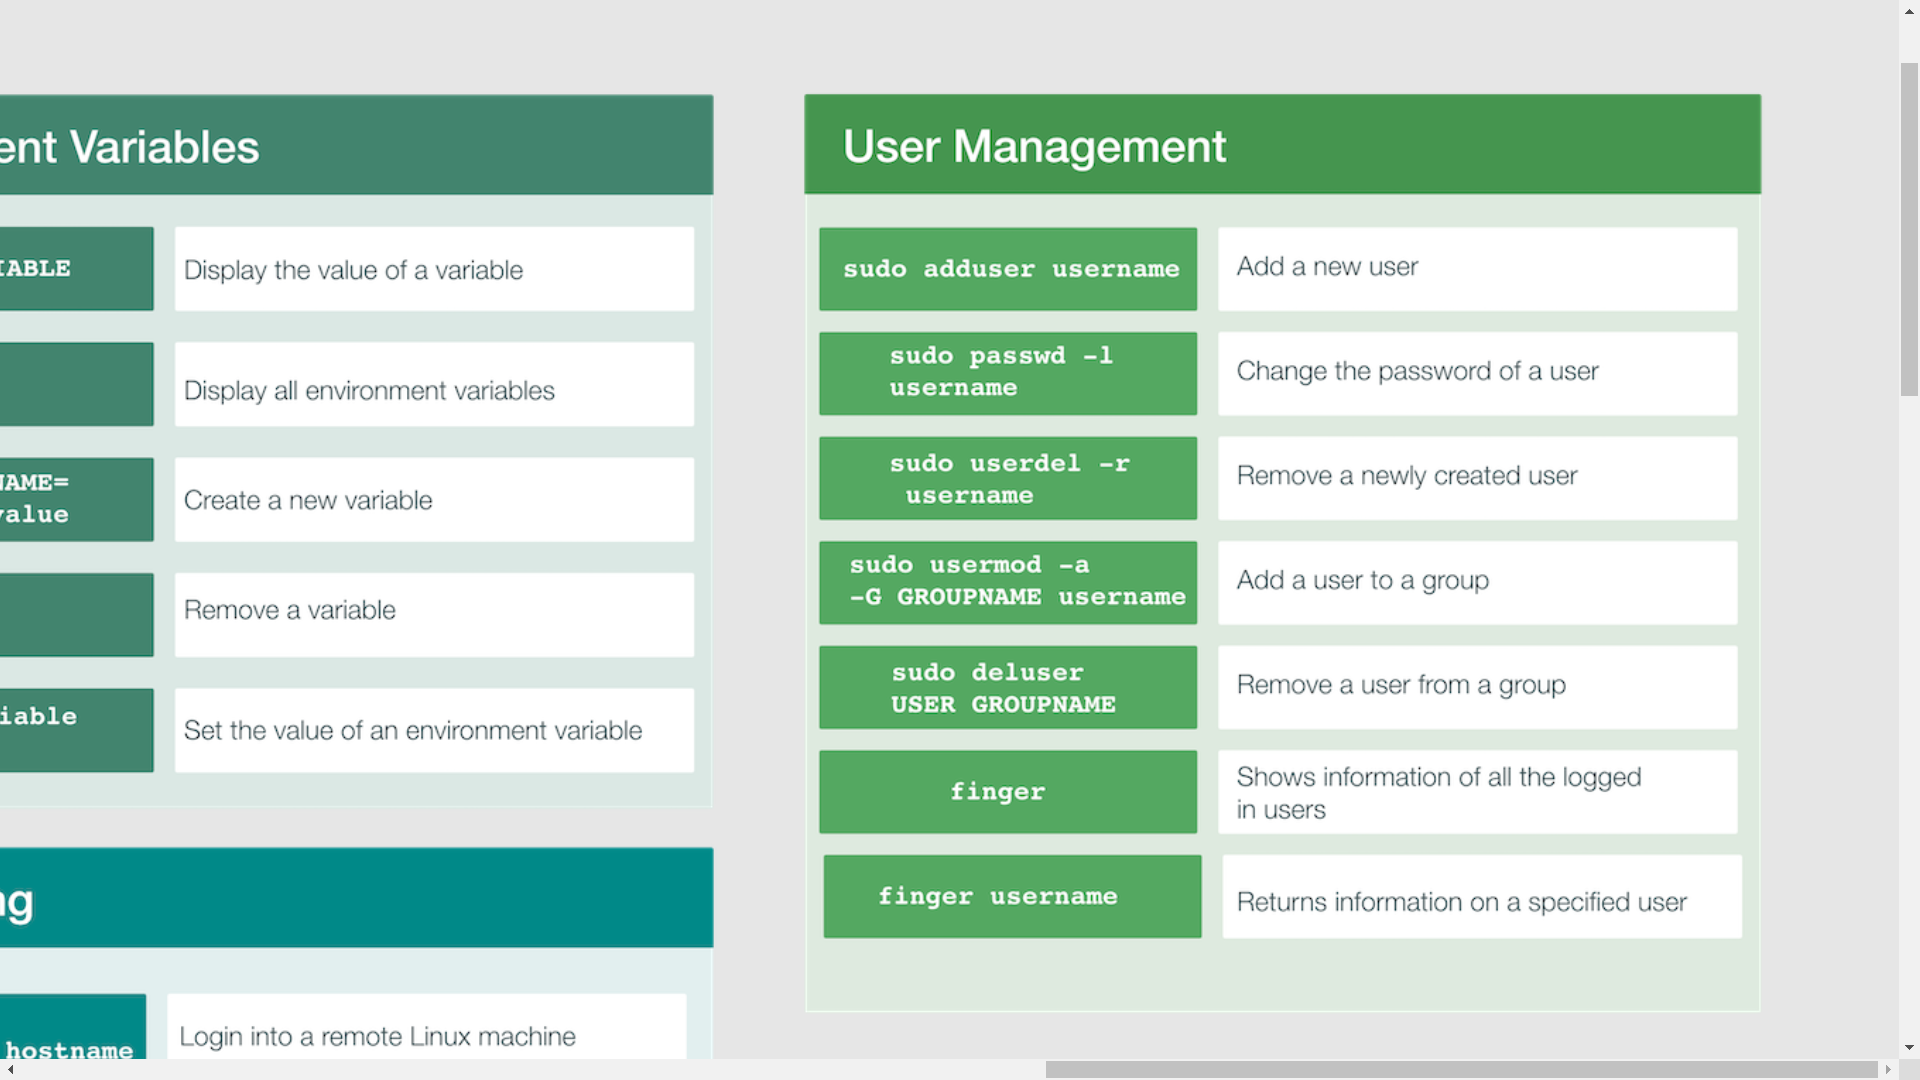 ent Variables
IABLE
Display the value of a variable
Display all environment variables
NAME=
value
Create a new variable
Remove a variable
iable
Set the value of an environment variable
ng
hostname
Login into a remote Linux machine
User Management
sudo adduser username
Add a new user
sudo passwd -l
username
Change the password of a user
sudo userdel -r
username
Remove a newly created user
sudo usermod -a
-G GROUPNAME username
Add a user to a group
sudo deluser
USER GROUPNAME
Remove a user from a group
finger
Shows information of all the logged
in users
finger username
Returns information on a specified user